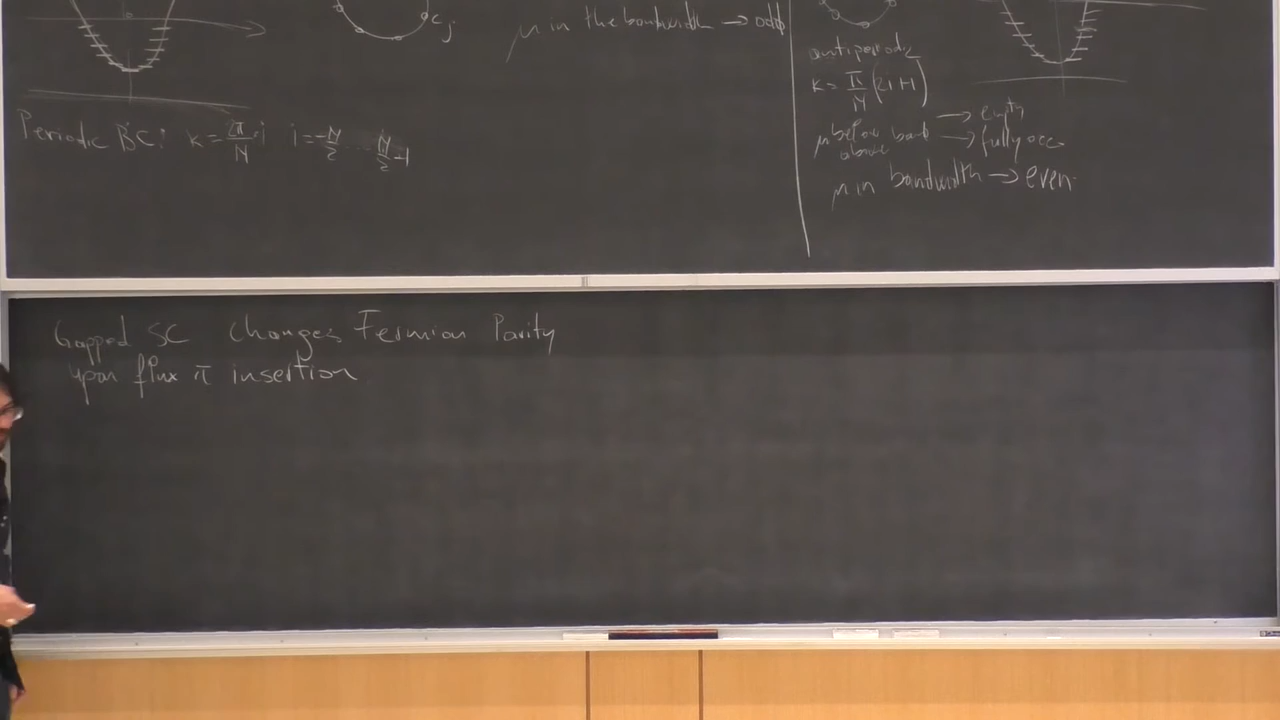 c_j
μ in the bandwidth → odd
Periodic BC: k = 2π/N · i   i = -N/2 ... N/2 -1
antiperiodic
k = π/N (2i+1)
μ below band → empty
above → fully occ.
μ in bandwidth → even
Gapped SC Changes Fermion Parity
upon flux π insertion